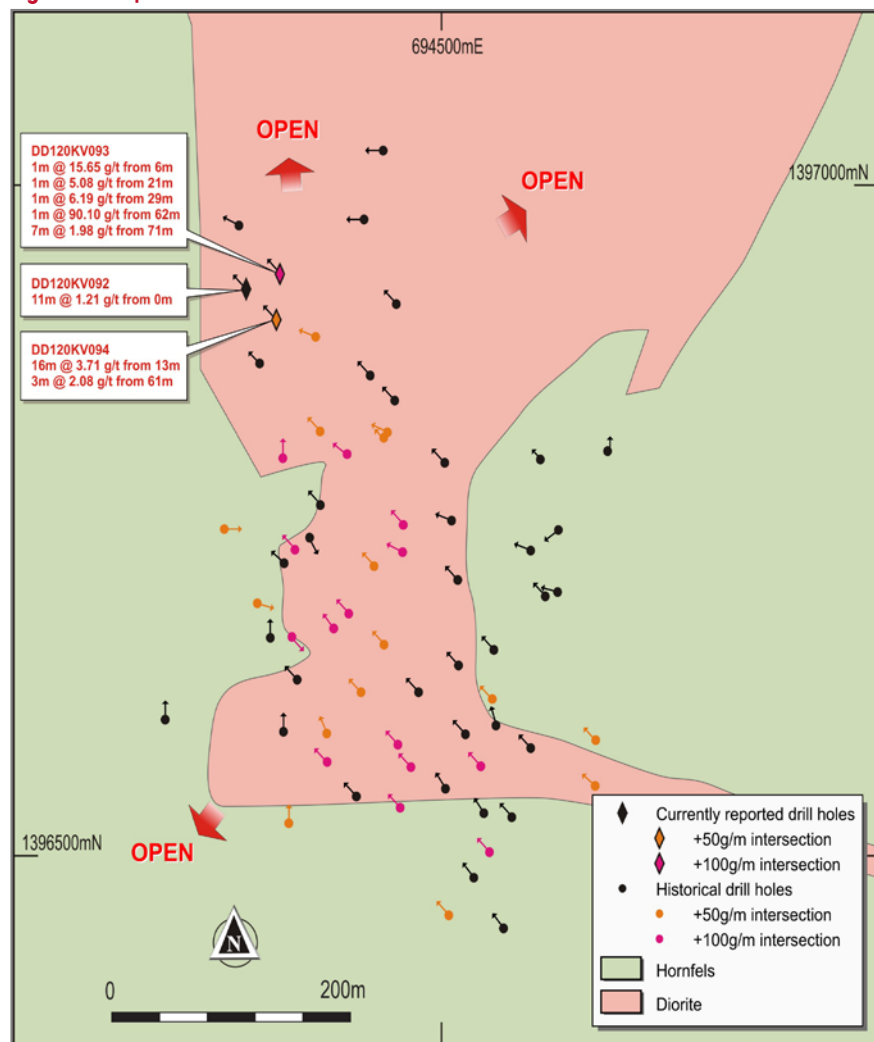 694500mE
OPEN
DD120KV093
1m @ 15.65 g/t from 6m
1m @ 5.08 g/t from 21m
1m @ 6.19 g/t from 29m
1m @ 90.10 g/t from 62m
7m @ 1.98 g/t from 71m
OPEN
1397000mN
DD120KV092
11m @ 1.21 g/t from 0m
DD120KV094
16m @ 3.71 g/t from 13m
3m @ 2.08 g/t from 61m
1396500mN
OPEN
Currently reported drill holes
+50g/m intersection
+100g/m intersection
Historical drill holes
+50g/m intersection
+100g/m intersection
Hornfels
Diorite
N
0 200m